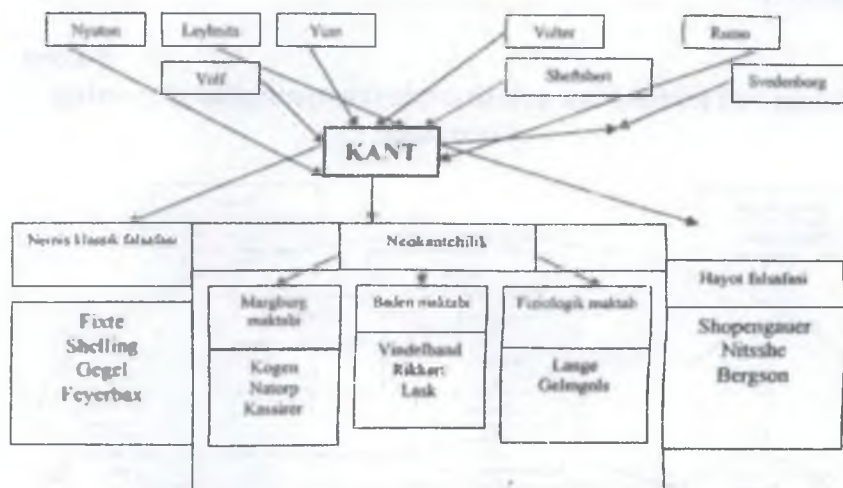 Nyuton
Leybnits
Yum
Volter
Russo
Volf
Sheftsberi
Svedenborg
KANT
Nemis klassik falsafasi
Neokantchilik
Hayot falsafasi
Margburg
maktabi
Baden maktabi
Fiziologik maktab
Fixte
Shelling
Gegel
Feyerbax
Kogen
Natorp
Kassirer
Vindelband
Rikkert
Lask
Lange
Gelmgols
Shopengauer
Nitsshe
Bergson